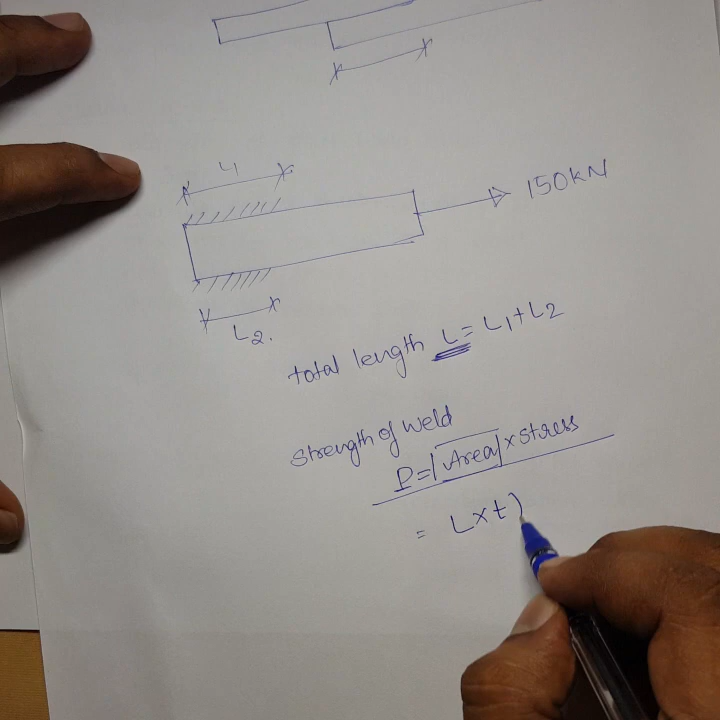 L1
150KN
L2.
total length L = L1 + L2
Strength of weld
P = Area × Stress
= L × t)